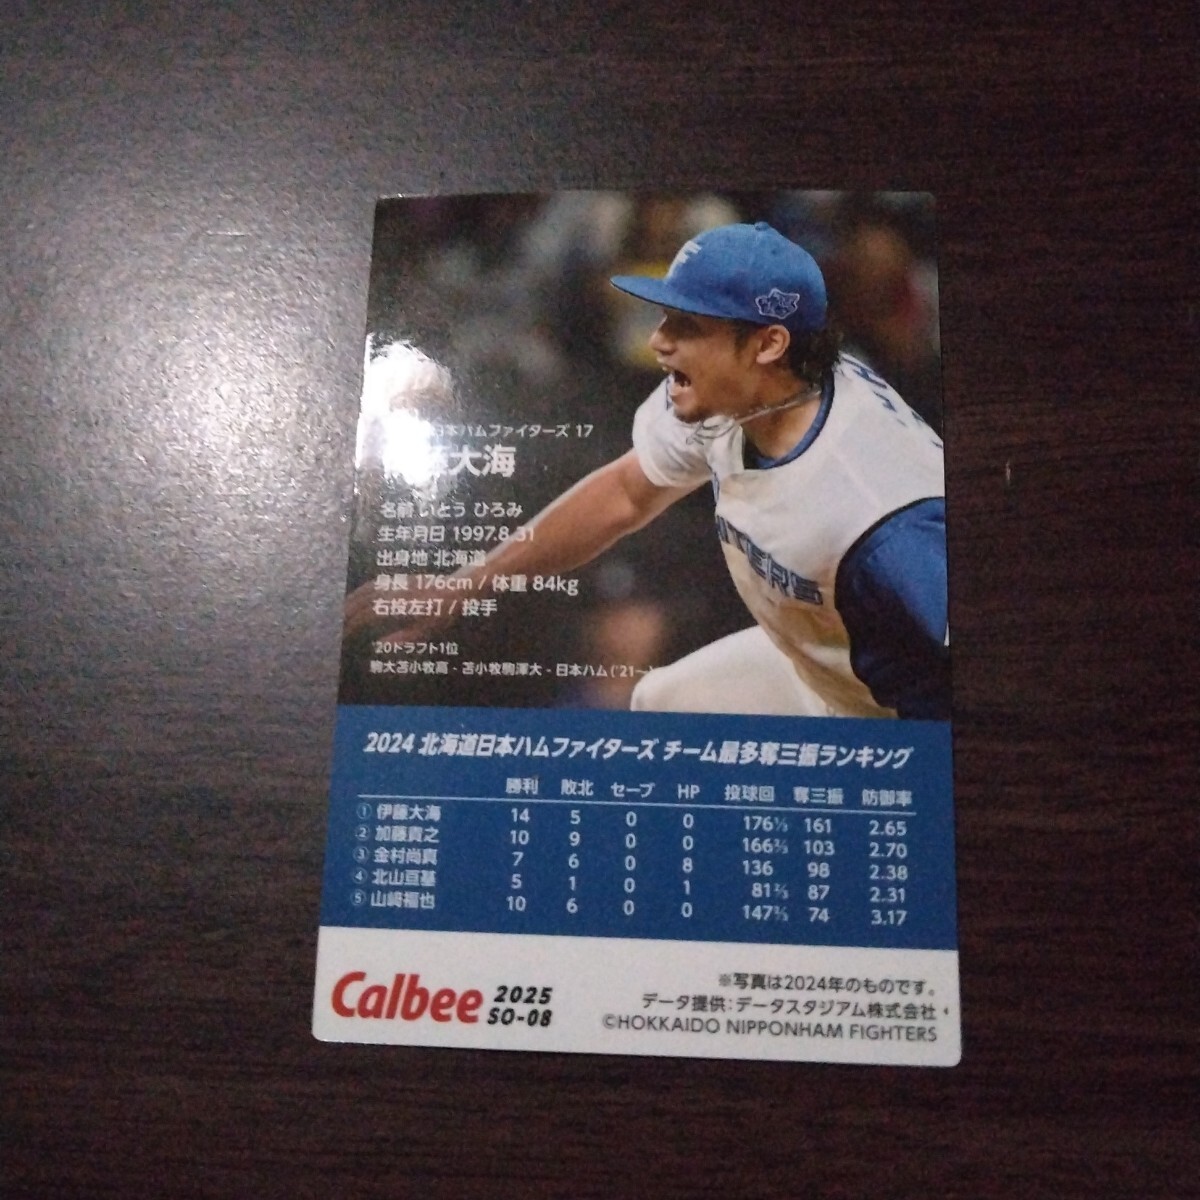 日本ハムファイターズ 17
伊藤大海
名前 いとう ひろみ
生年月日 1997.8.31
出身地 北海道
身長 176cm / 体重 84kg
右投左打 / 投手
'20ドラフト1位
駒大苫小牧高 - 苫小牧駒澤大 - 日本ハム('21〜)
2024 北海道日本ハムファイターズ チーム最多奪三振ランキング
勝利 敗北 セーブ HP 投球回 奪三振 防御率
① 伊藤大海 14 5 0 0 176⅓ 161 2.65
② 加藤貴之 10 9 0 0 166⅔ 103 2.70
③ 金村尚真 7 6 0 8 136 98 2.38
④ 北山亘基 5 1 0 1 81⅔ 87 2.31
⑤ 山﨑福也 10 6 0 0 147⅔ 74 3.17
Calbee 2025
SO-08
※写真は2024年のものです。
データ提供:データスタジアム株式会社
©HOKKAIDO NIPPONHAM FIGHTERS